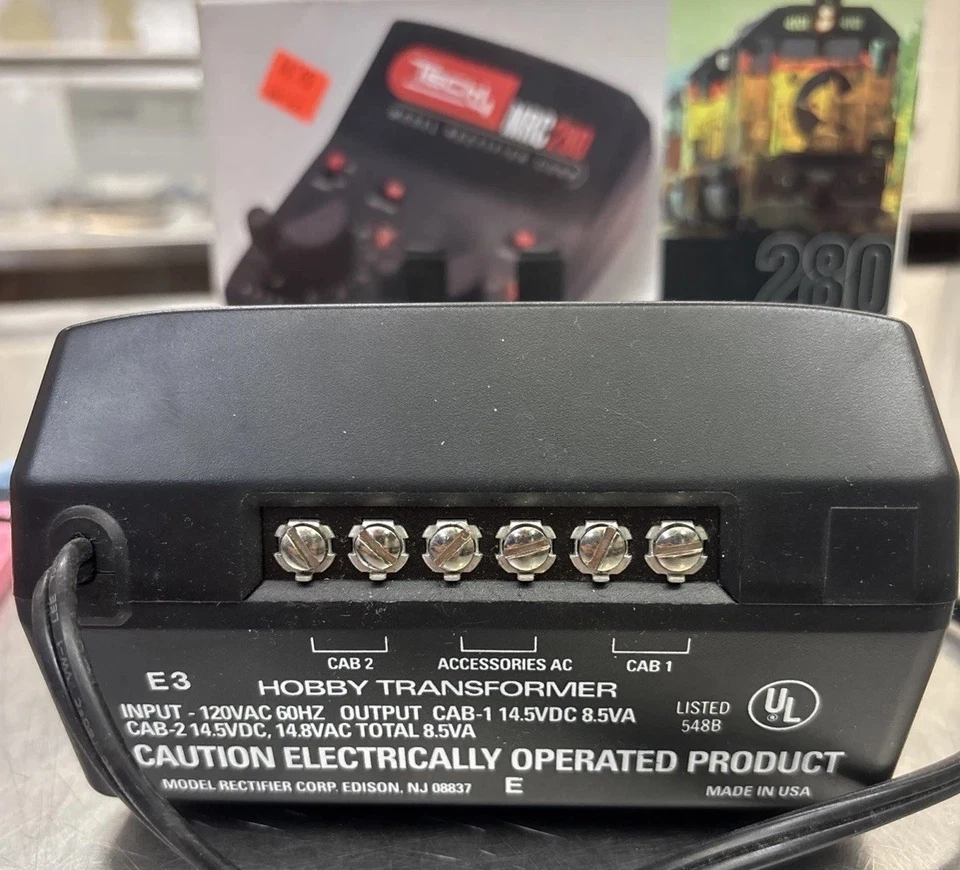 TECH
MRC 280
280
CAB 2 ACCESSORIES AC CAB 1
E3 HOBBY TRANSFORMER
INPUT - 120VAC 60HZ OUTPUT CAB-1 14.5VDC 8.5VA
CAB-2 14.5VDC, 14.8VAC TOTAL 8.5VA
LISTED
548B
UL
CAUTION ELECTRICALLY OPERATED PRODUCT
MODEL RECTIFIER CORP. EDISON, NJ 08837 E MADE IN USA